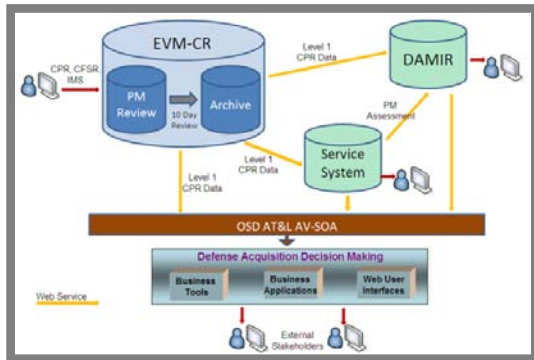 EVM-CR
Level 1
CPR Data
DAMIR
CPR, CFSR,
IMS
PM
Review
10 Day
Review
Archive
PM
Assessment
Level 1
CPR Data
Level 1
CPR Data
Service
System
OSD AT&L AV-SOA
Defense Acquisition Decision Making
Business
Tools
Business
Applications
Web User
Interfaces
Web Service
External
Stakeholders